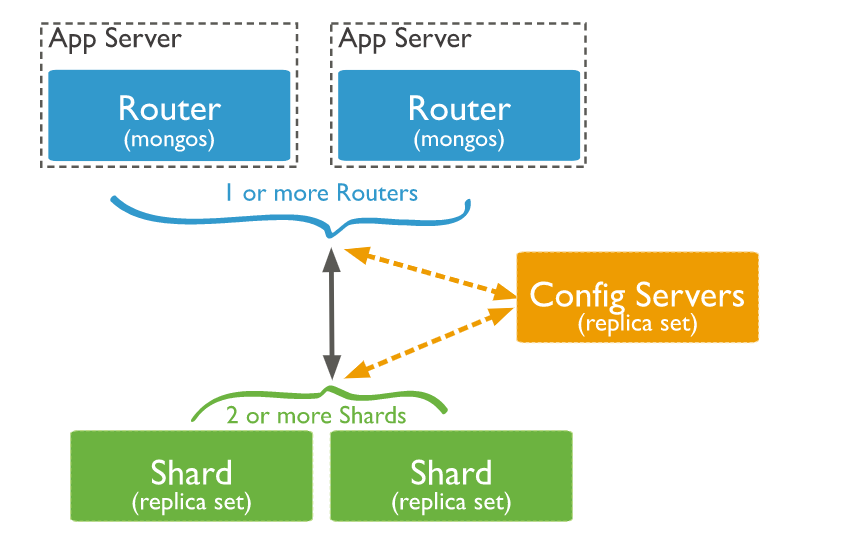 App Server
App Server
Router
(mongos)
Router
(mongos)
1 or more Routers
Config Servers
(replica set)
2 or more Shards
Shard
(replica set)
Shard
(replica set)